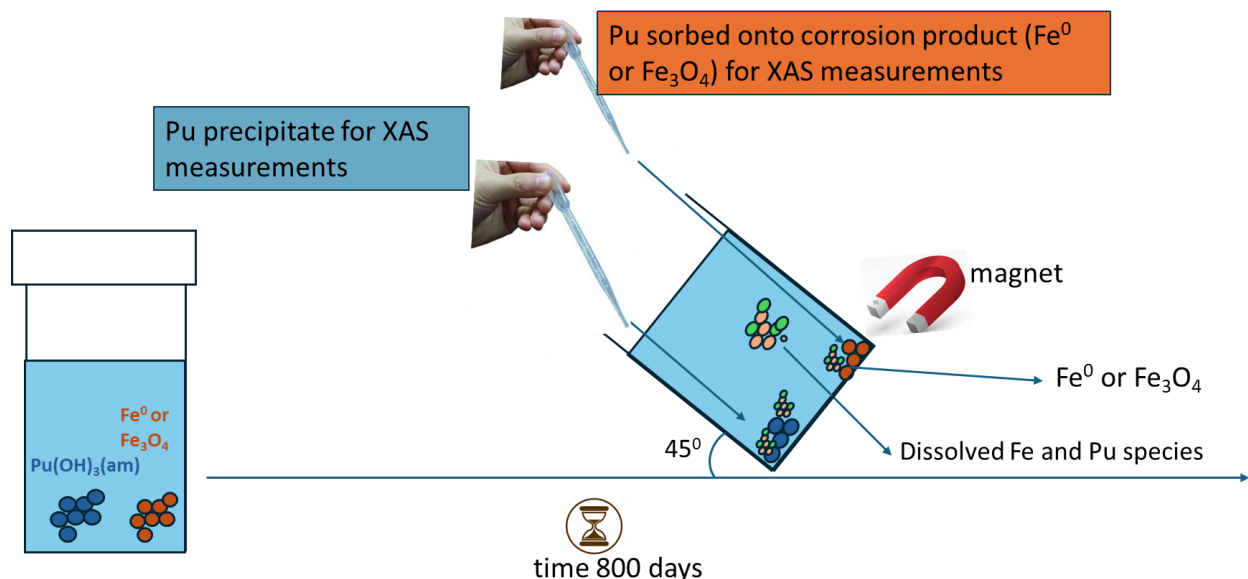 Pu sorbed onto corrosion product (Fe⁰
or Fe₃O₄) for XAS measurements
Pu precipitate for XAS
measurements
magnet
Fe⁰ or
Fe₃O₄
Pu(OH)₃(am)
Fe⁰ or Fe₃O₄
45⁰
Dissolved Fe and Pu species
time 800 days